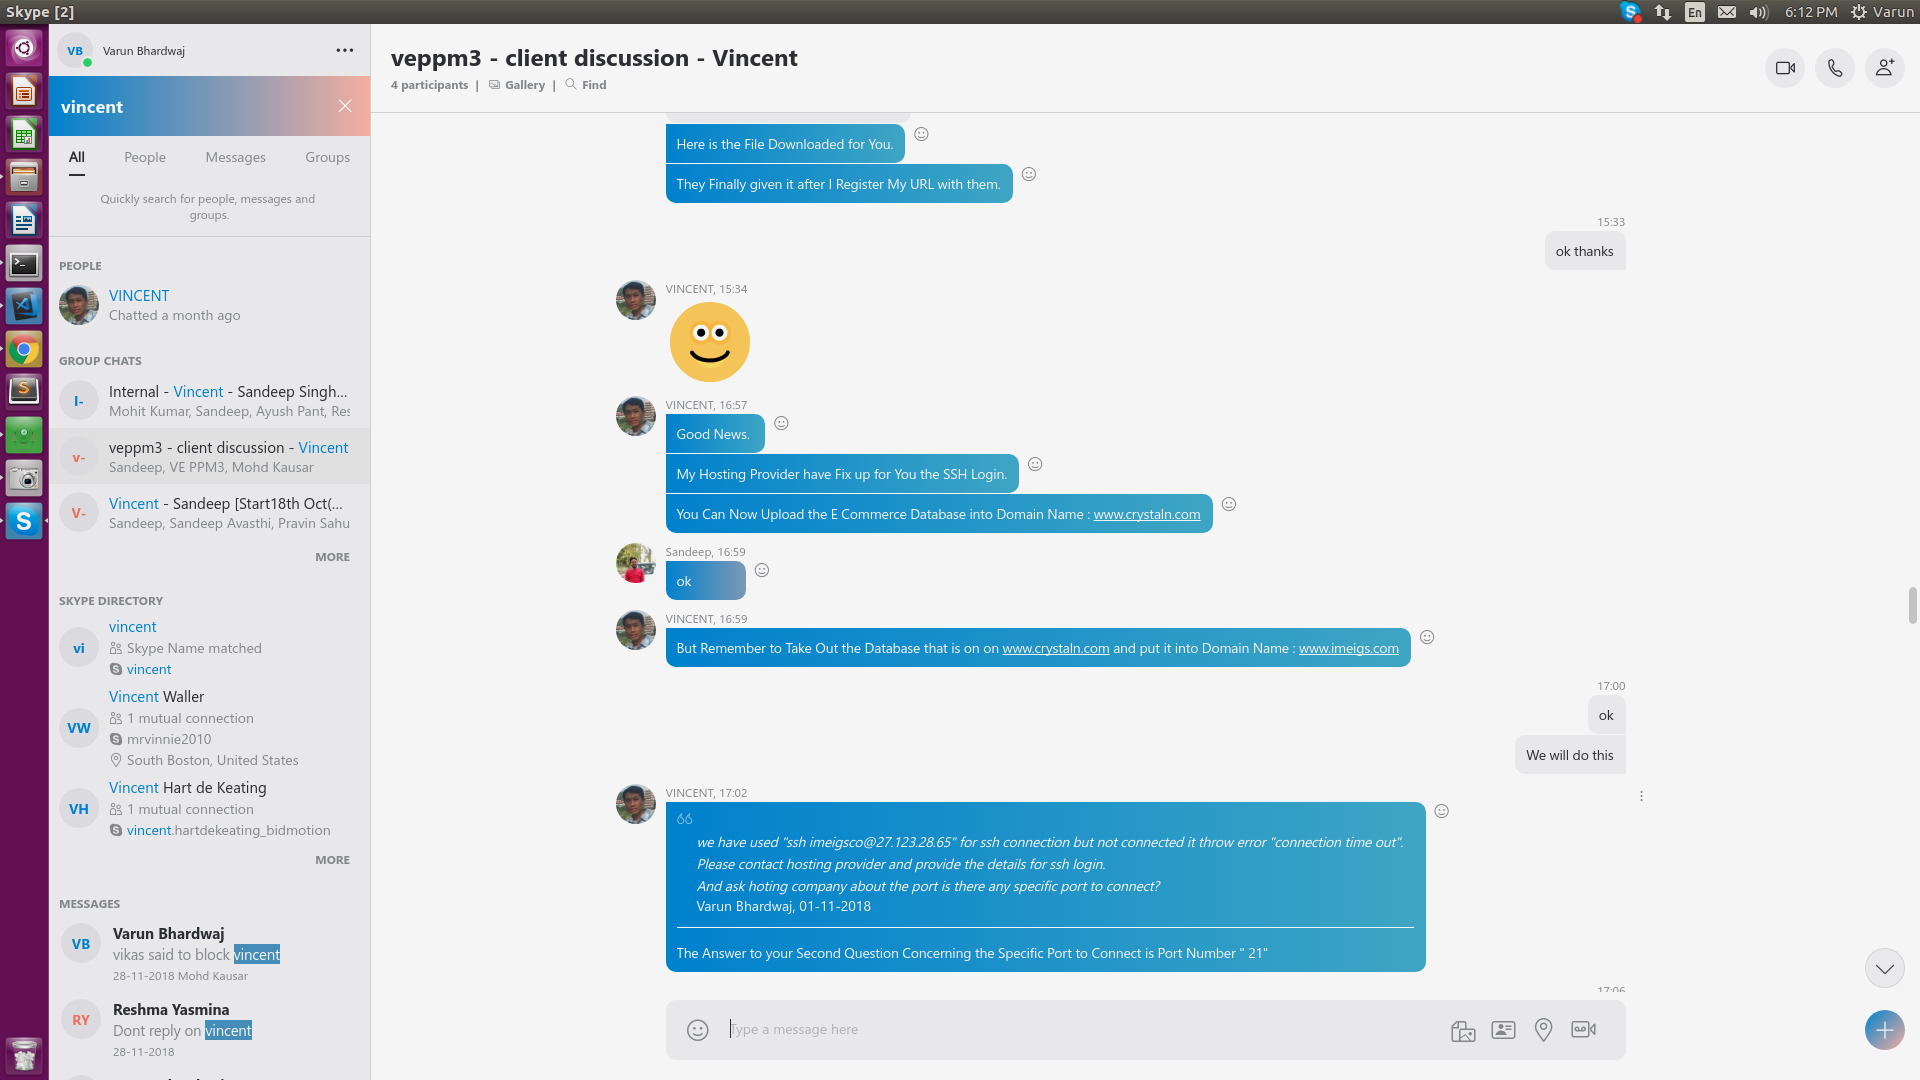 Skype [2]
En
6:12 PM
Varun
VB
Varun Bhardwaj
vincent
All
People
Messages
Groups
Quickly search for people, messages and
groups.
PEOPLE
VINCENT
Chatted a month ago
GROUP CHATS
I-
Internal - Vincent - Sandeep Singh...
Mohit Kumar, Sandeep, Ayush Pant, Res
v-
veppm3 - client discussion - Vincent
Sandeep, VE PPM3, Mohd Kausar
V-
Vincent - Sandeep [Start18th Oct(...
Sandeep, Sandeep Avasthi, Pravin Sahu
MORE
SKYPE DIRECTORY
vi
vincent
Skype Name matched
vincent
VW
Vincent Waller
1 mutual connection
mrvinnie2010
South Boston, United States
VH
Vincent Hart de Keating
1 mutual connection
vincent.hartdekeating_bidmotion
MORE
MESSAGES
VB
Varun Bhardwaj
vikas said to block vincent
28-11-2018 Mohd Kausar
RY
Reshma Yasmina
Dont reply on vincent
28-11-2018
veppm3 - client discussion - Vincent
4 participants | Gallery | Find
Here is the File Downloaded for You.
They Finally given it after I Register My URL with them.
15:33
ok thanks
VINCENT, 15:34
VINCENT, 16:57
Good News.
My Hosting Provider have Fix up for You the SSH Login.
You Can Now Upload the E Commerce Database into Domain Name : www.crystaln.com
Sandeep, 16:59
ok
VINCENT, 16:59
But Remember to Take Out the Database that is on on www.crystaln.com and put it into Domain Name : www.imeigs.com
17:00
ok
We will do this
VINCENT, 17:02
we have used "ssh imeigsco@27.123.28.65" for ssh connection but not connected it throw error "connection time out".
Please contact hosting provider and provide the details for ssh login.
And ask hoting company about the port is there any specific port to connect?
Varun Bhardwaj, 01-11-2018
The Answer to your Second Question Concerning the Specific Port to Connect is Port Number " 21"
17:06
Type a message here